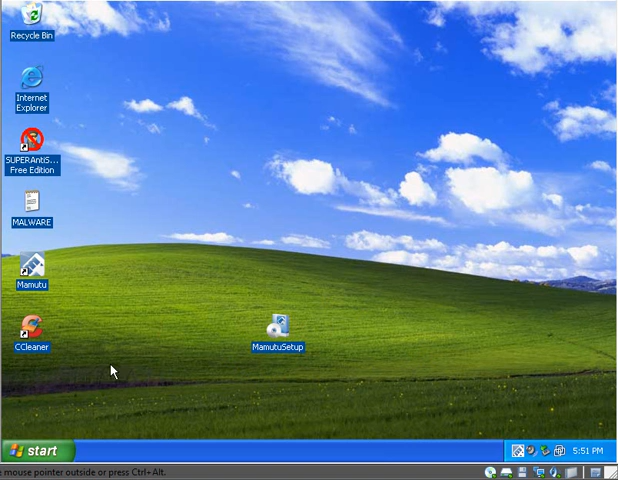 Recycle Bin
Internet
Explorer
SUPERAntiS...
Free Edition
MALWARE
Mamutu
CCleaner
MamutuSetup
start
5:51 PM
e mouse pointer outside or press Ctrl+Alt.